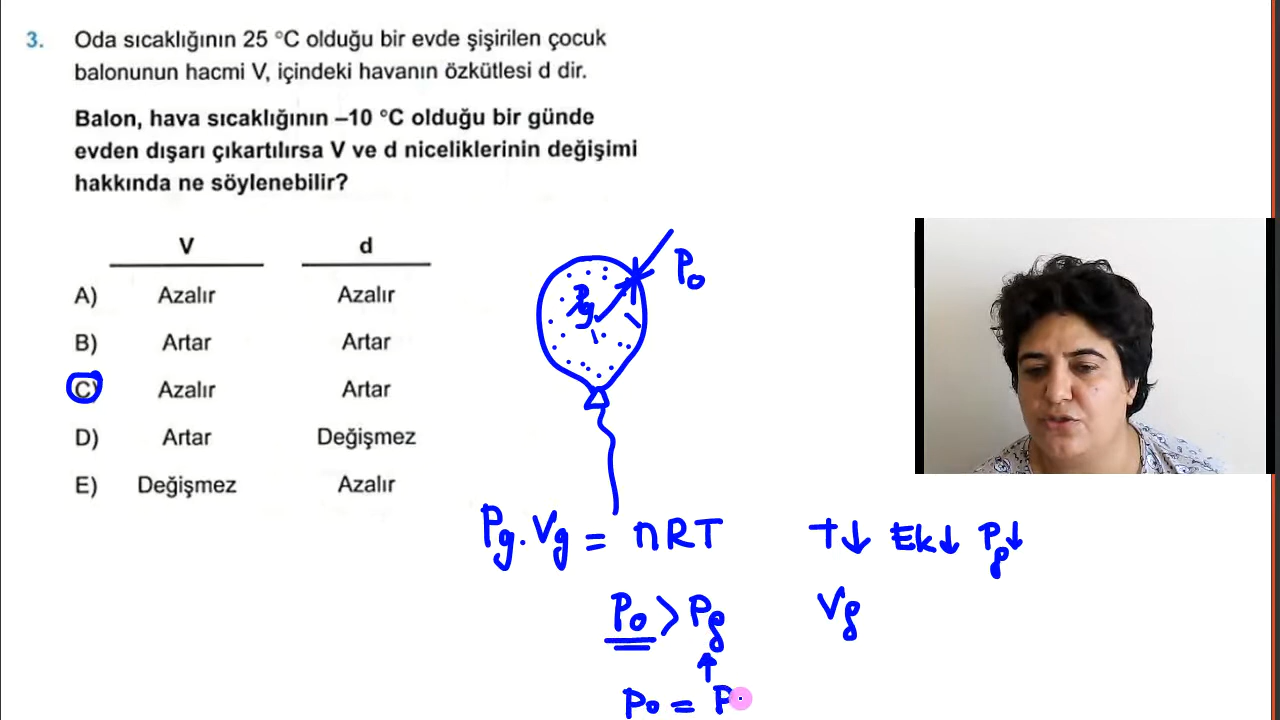 3. Oda sıcaklığının 25 °C olduğu bir evde şişirilen çocuk
balonunun hacmi V, içindeki havanın özkütlesi d dir.
Balon, hava sıcaklığının –10 °C olduğu bir günde
evden dışarı çıkartılırsa V ve d niceliklerinin değişimi
hakkında ne söylenebilir?
V d
A) Azalır Azalır
B) Artar Artar
C) Azalır Artar
D) Artar Değişmez
E) Değişmez Azalır
Po
Pg
Pg.Vg = nRT T↓ Ek↓ Pg↓
Po > Pg Vg
↑
Po = P